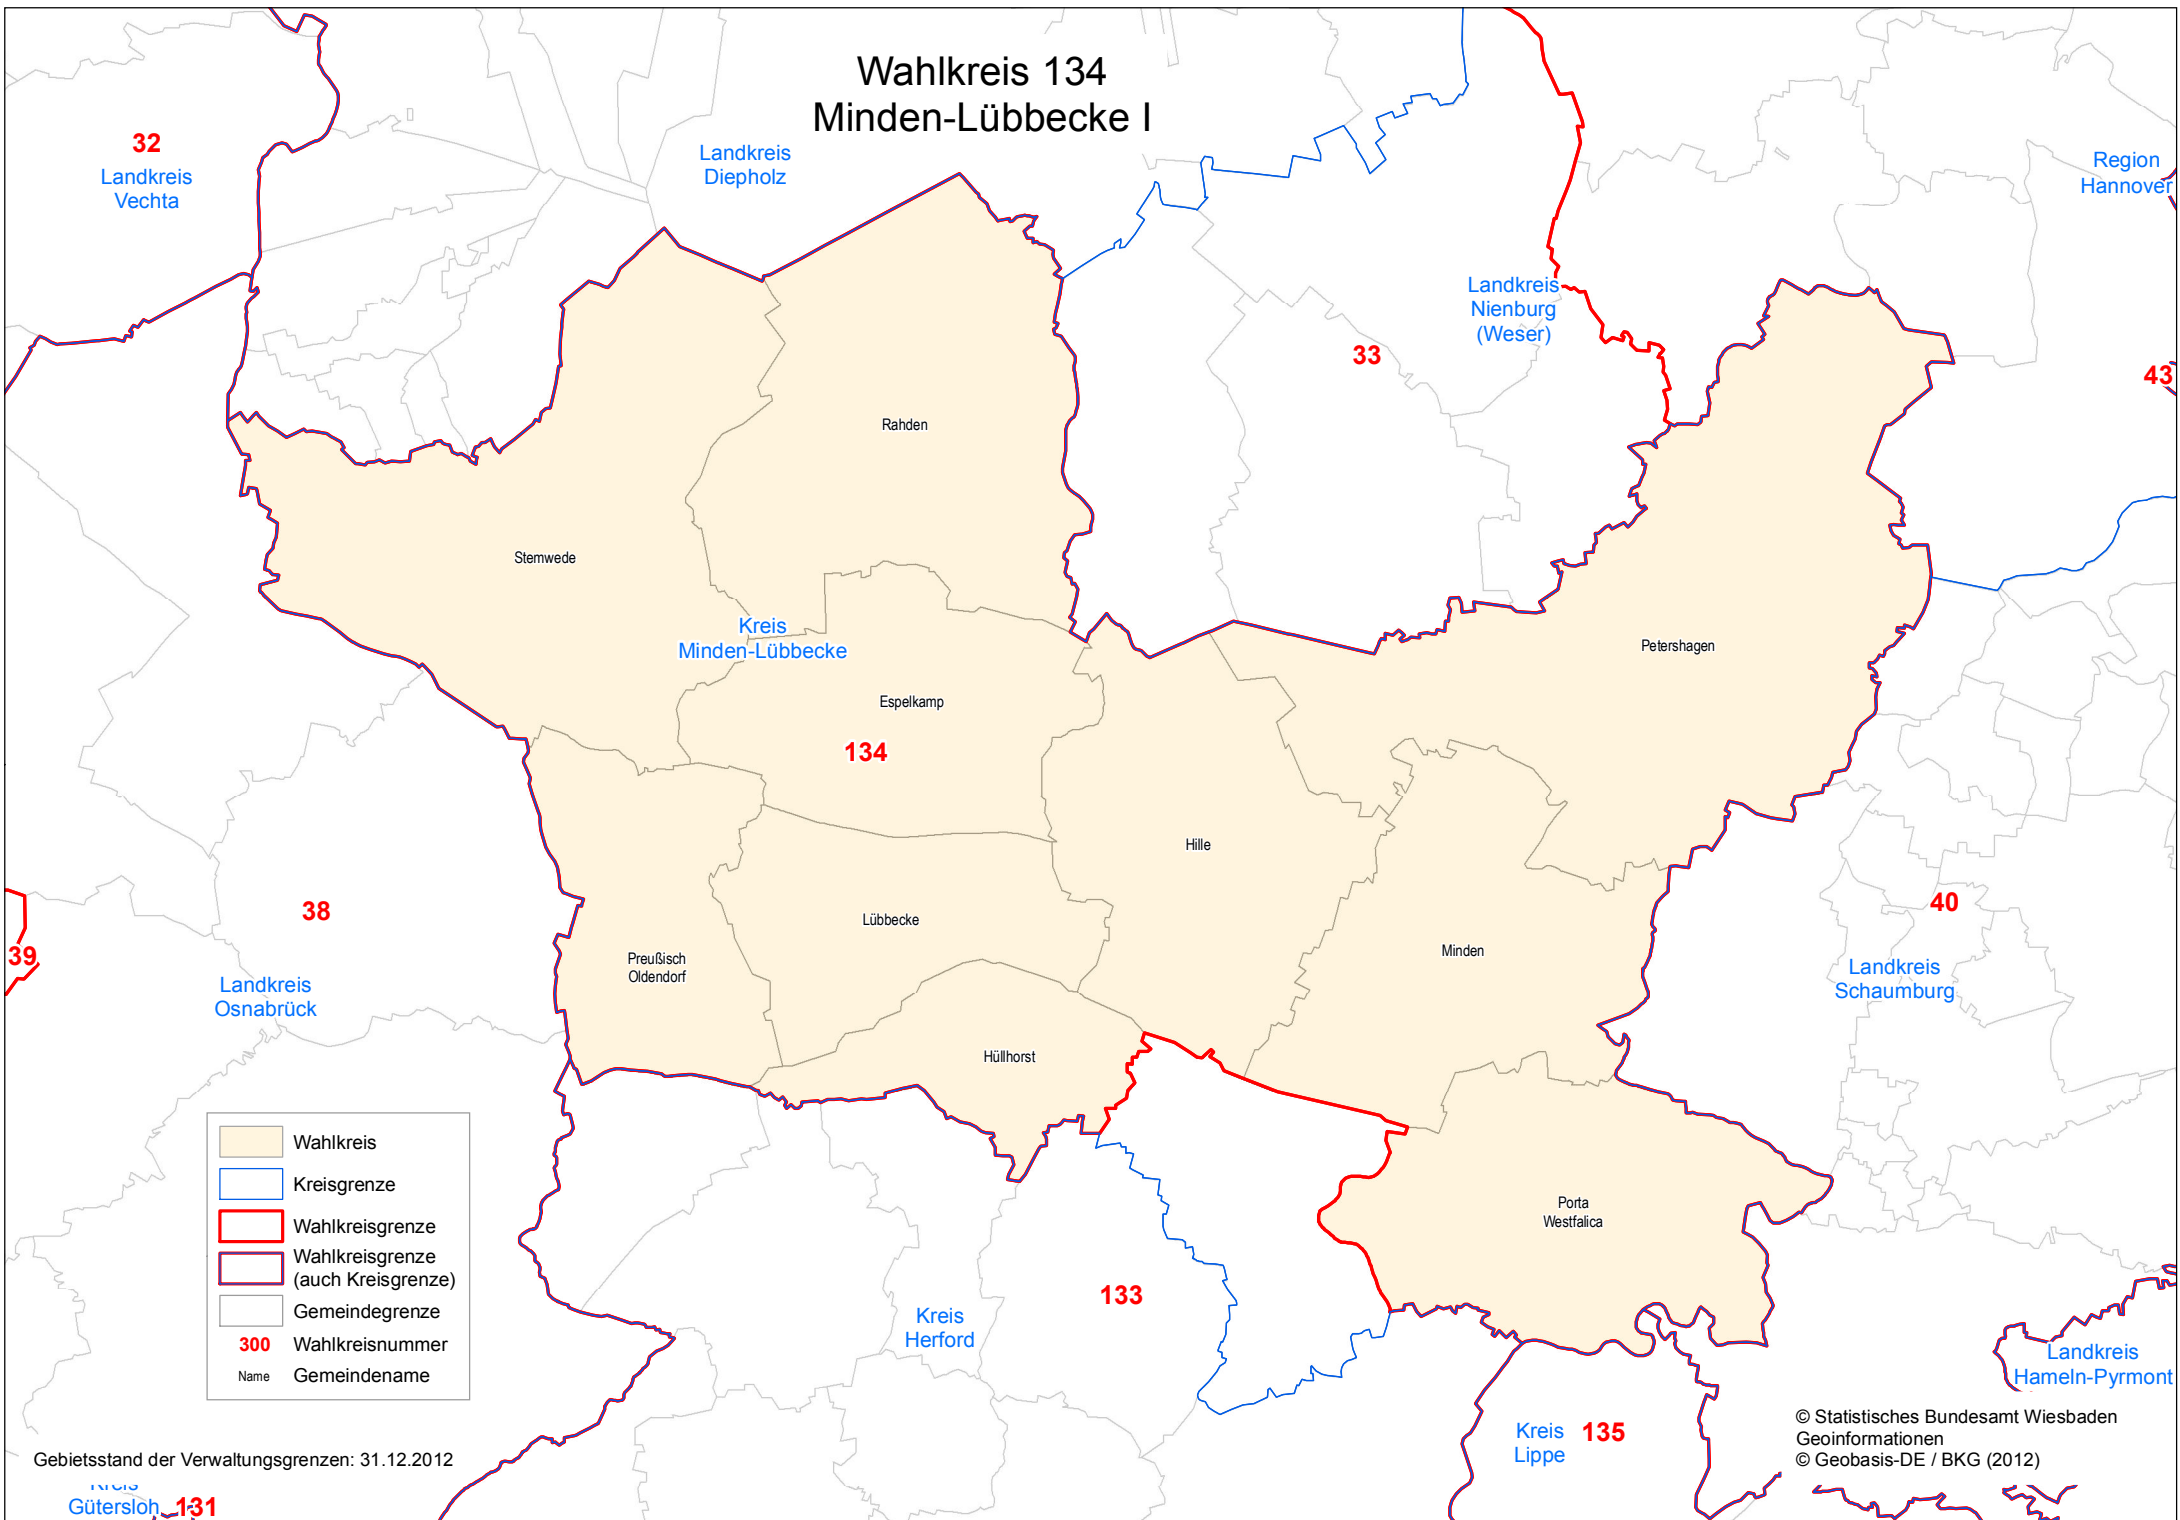 Wahlkreis 134
Minden-Lübbecke I
32
Landkreis
Vechta
Landkreis
Diepholz
Region
Hannover
Landkreis
Nienburg
(Weser)
33
43
Rahden
Stemwede
Kreis
Minden-Lübbecke
Petershagen
Espelkamp
134
Hille
Lübbecke
Minden
Preußisch
Oldendorf
38
39
Landkreis
Osnabrück
40
Landkreis
Schaumburg
Hüllhorst
Porta
Westfalica
133
Kreis
Herford
Kreis
Lippe
135
Landkreis
Hameln-Pyrmont
Wahlkreis
Kreisgrenze
Wahlkreisgrenze
Wahlkreisgrenze
(auch Kreisgrenze)
Gemeindegrenze
300 Wahlkreisnummer
Name Gemeindename
Gebietsstand der Verwaltungsgrenzen: 31.12.2012
Kreis
Gütersloh 131
© Statistisches Bundesamt Wiesbaden
Geoinformationen
© Geobasis-DE / BKG (2012)